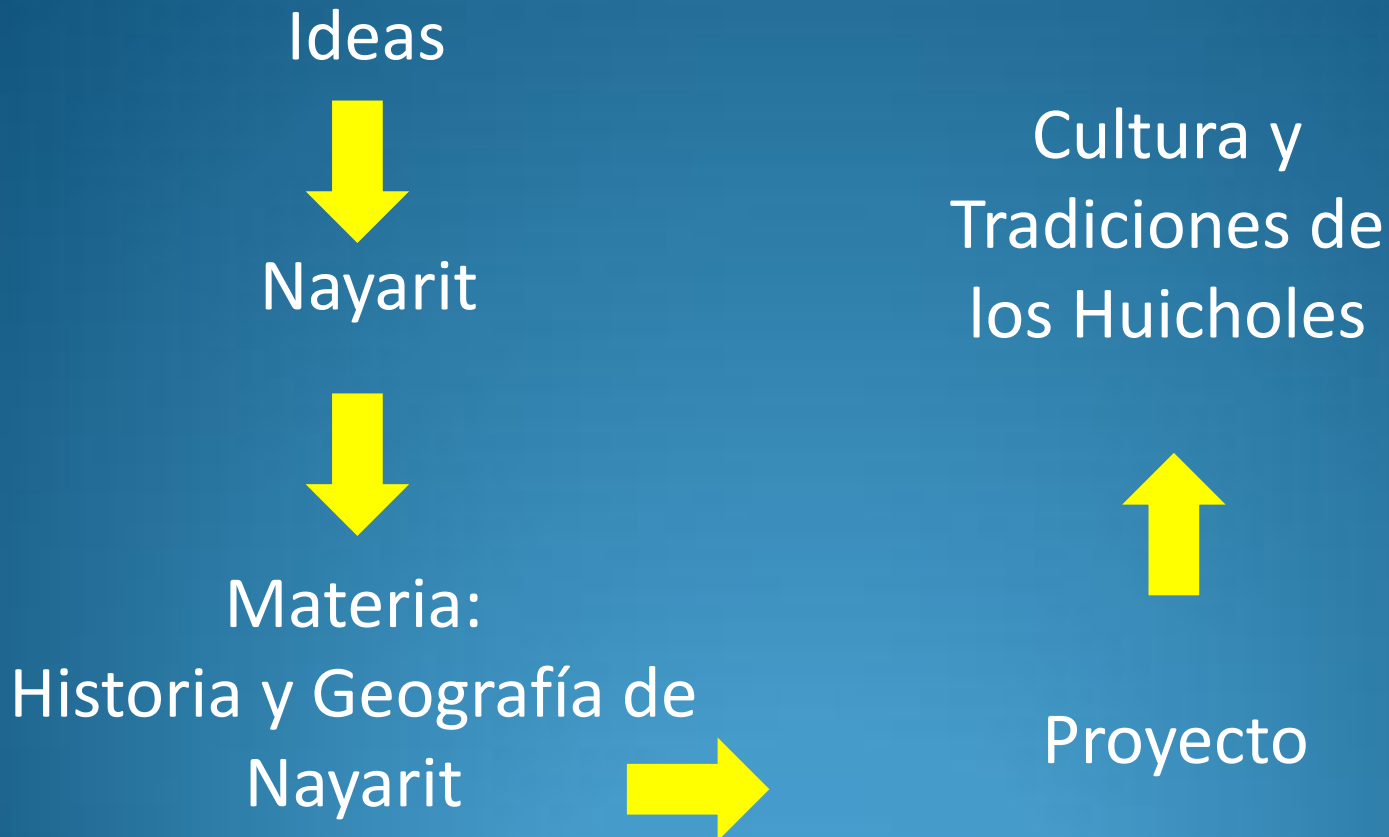 Ideas
Nayarit
Materia:
Historia y Geografía de
Nayarit
Proyecto
Cultura y
Tradiciones de
los Huicholes